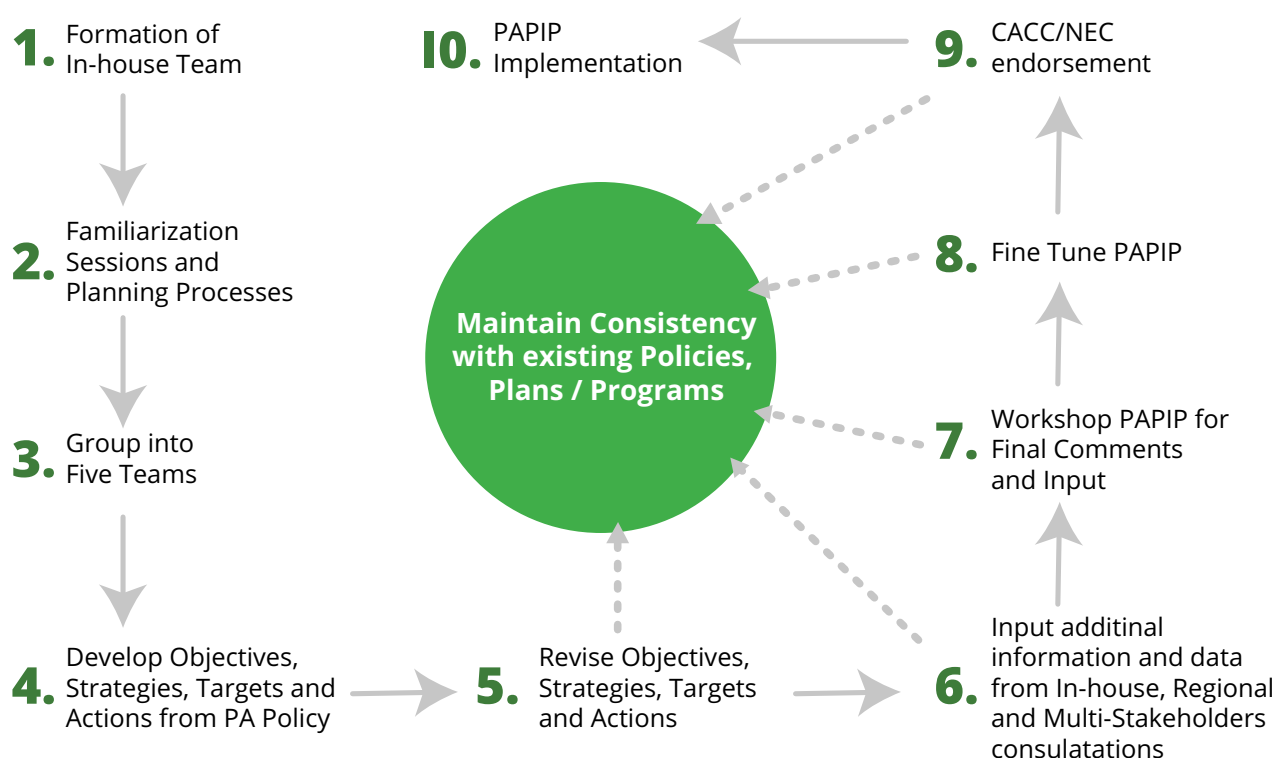 1. Formation of
In-house Team
2. Familiarization
Sessions and
Planning Processes
3. Group into
Five Teams
4. Develop Objectives,
Strategies, Targets and
Actions from PA Policy
5. Revise Objectives,
Strategies, Targets
and Actions
6. Input additinal
information and data
from In-house, Regional
and Multi-Stakeholders
consulatations
7. Workshop PAPIP for
Final Comments
and Input
8. Fine Tune PAPIP
9. CACC/NEC
endorsement
10. PAPIP
Implementation
Maintain Consistency
with existing Policies,
Plans / Programs